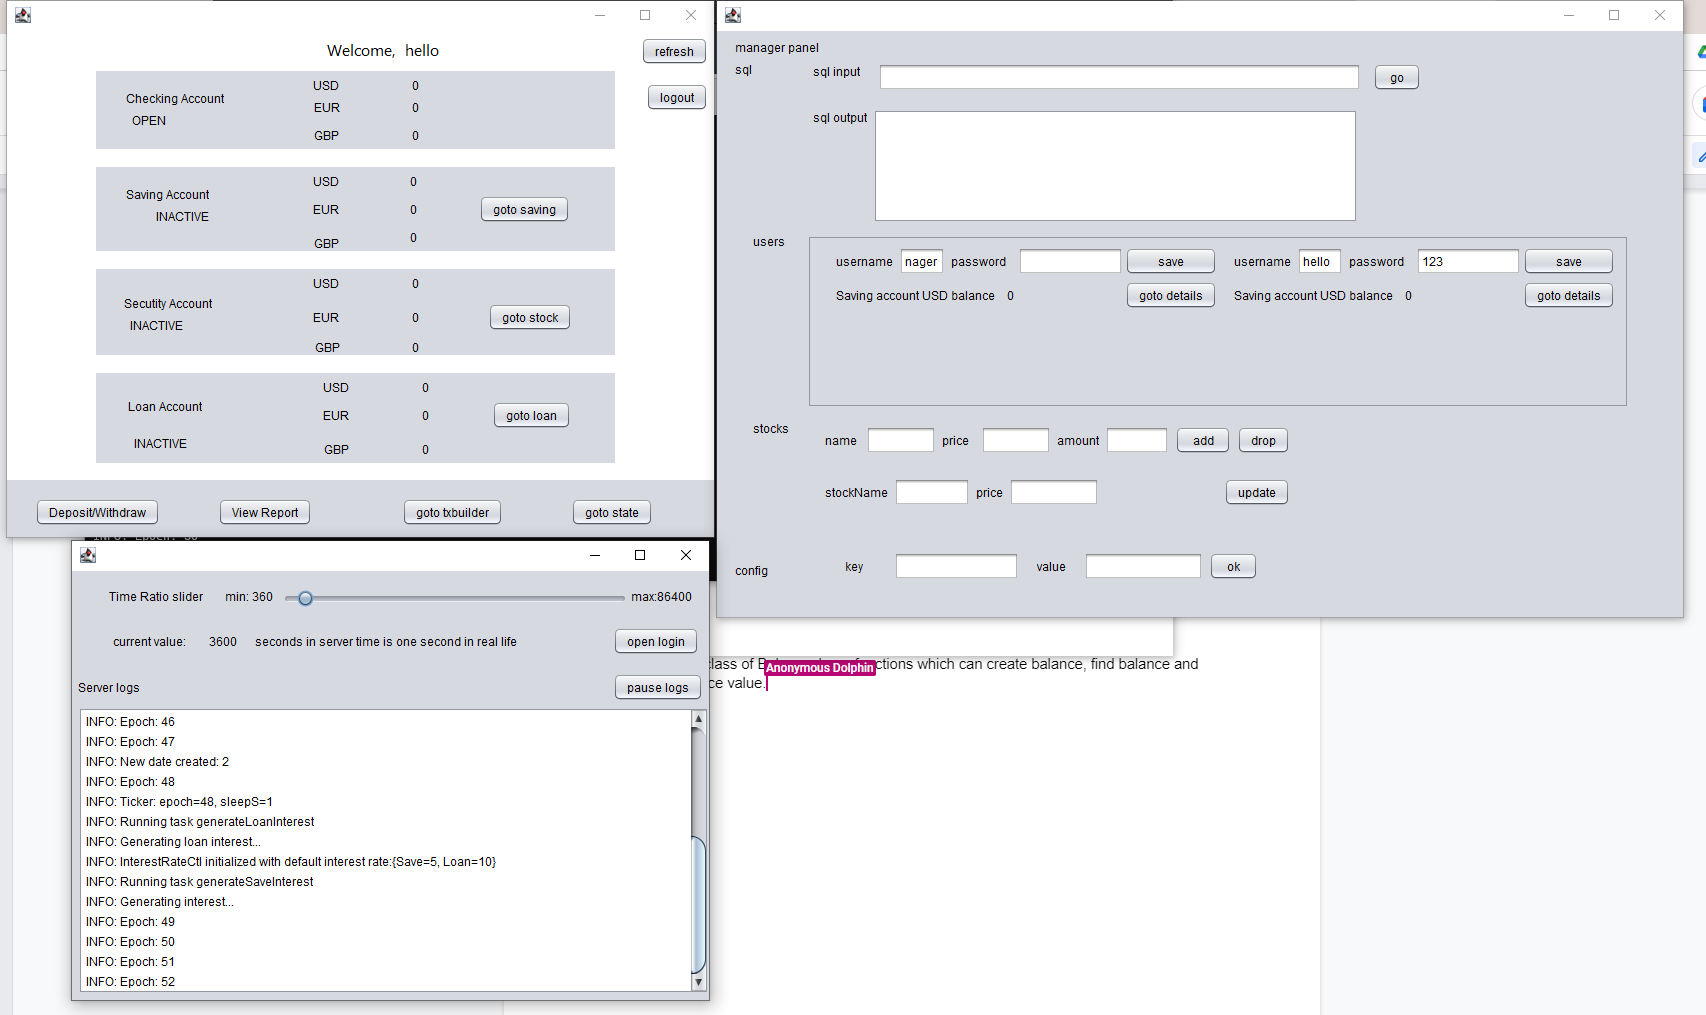 Welcome, hello
refresh
logout
Checking Account
OPEN
USD 0
EUR 0
GBP 0
Saving Account
INACTIVE
USD 0
EUR 0
GBP 0
goto saving
Secutity Account
INACTIVE
USD 0
EUR 0
GBP 0
goto stock
Loan Account
INACTIVE
USD 0
EUR 0
GBP 0
goto loan
Deposit/Withdraw
View Report
goto txbuilder
goto state
manager panel
sql
sql input
go
sql output
users
username nager password save
Saving account USD balance 0 goto details
username hello password 123 save
Saving account USD balance 0 goto details
stocks
name price amount add drop
stockName price update
config
key value ok
Time Ratio slider min: 360 max:86400
current value: 3600 seconds in server time is one second in real life
open login
Server logs
pause logs
INFO: Epoch: 46
INFO: Epoch: 47
INFO: New date created: 2
INFO: Epoch: 48
INFO: Ticker: epoch=48, sleepS=1
INFO: Running task generateLoanInterest
INFO: Generating loan interest...
INFO: InterestRateCtl initialized with default interest rate:{Save=5, Loan=10}
INFO: Running task generateSaveInterest
INFO: Generating interest...
INFO: Epoch: 49
INFO: Epoch: 50
INFO: Epoch: 51
INFO: Epoch: 52
class of which can create balance, find balance and
Anonymous Dolphin
value.